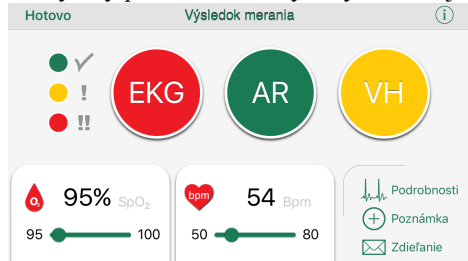 Hotovo Výsledok merania i
! EKG AR VH
!!
O₂ 95% SpO₂ bpm 54 Bpm Podrobnosti
Poznámka
95 100 50 80
Zdieľanie